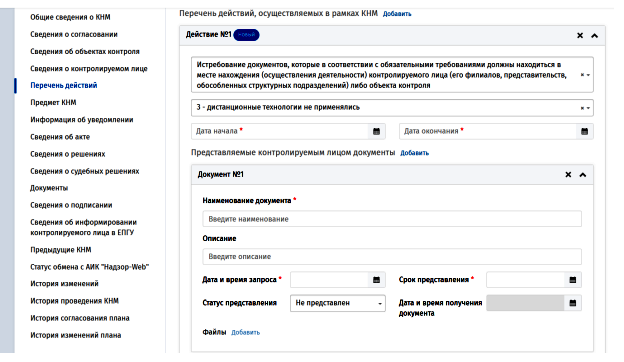 Общие сведения о КНМ
Сведения о согласовании
Сведения об объектах контроля
Сведения о контролируемом лице
Перечень действий
Предмет КНМ
Информация об уведомлении
Сведения об акте
Сведения о решениях
Сведения о судебных решениях
Документы
Сведения о подписании
Сведения об информировании
контролируемого лица в ЕПГУ
Предыдущие КНМ
Статус обмена с АИК "Надзор-Web"
История изменений
История проведения КНМ
История согласования плана
История изменений плана
Перечень действий, осуществляемых в рамках КНМ Добавить
Действие №1 НОВЫЙ
Истребование документов, которые в соответствии с обязательными требованиями должны находиться в
месте нахождения (осуществления деятельности) контролируемого лица (его филиалов, представительств,
обособленных структурных подразделений) либо объекта контроля
3 - дистанционные технологии не применялись
Дата начала * Дата окончания *
Представляемые контролируемым лицом документы Добавить
Документ №1
Наименование документа *
Введите наименование
Описание
Введите описание
Дата и время запроса * Срок представления *
Статус представления Не представлен Дата и время получения
документа
Файлы Добавить